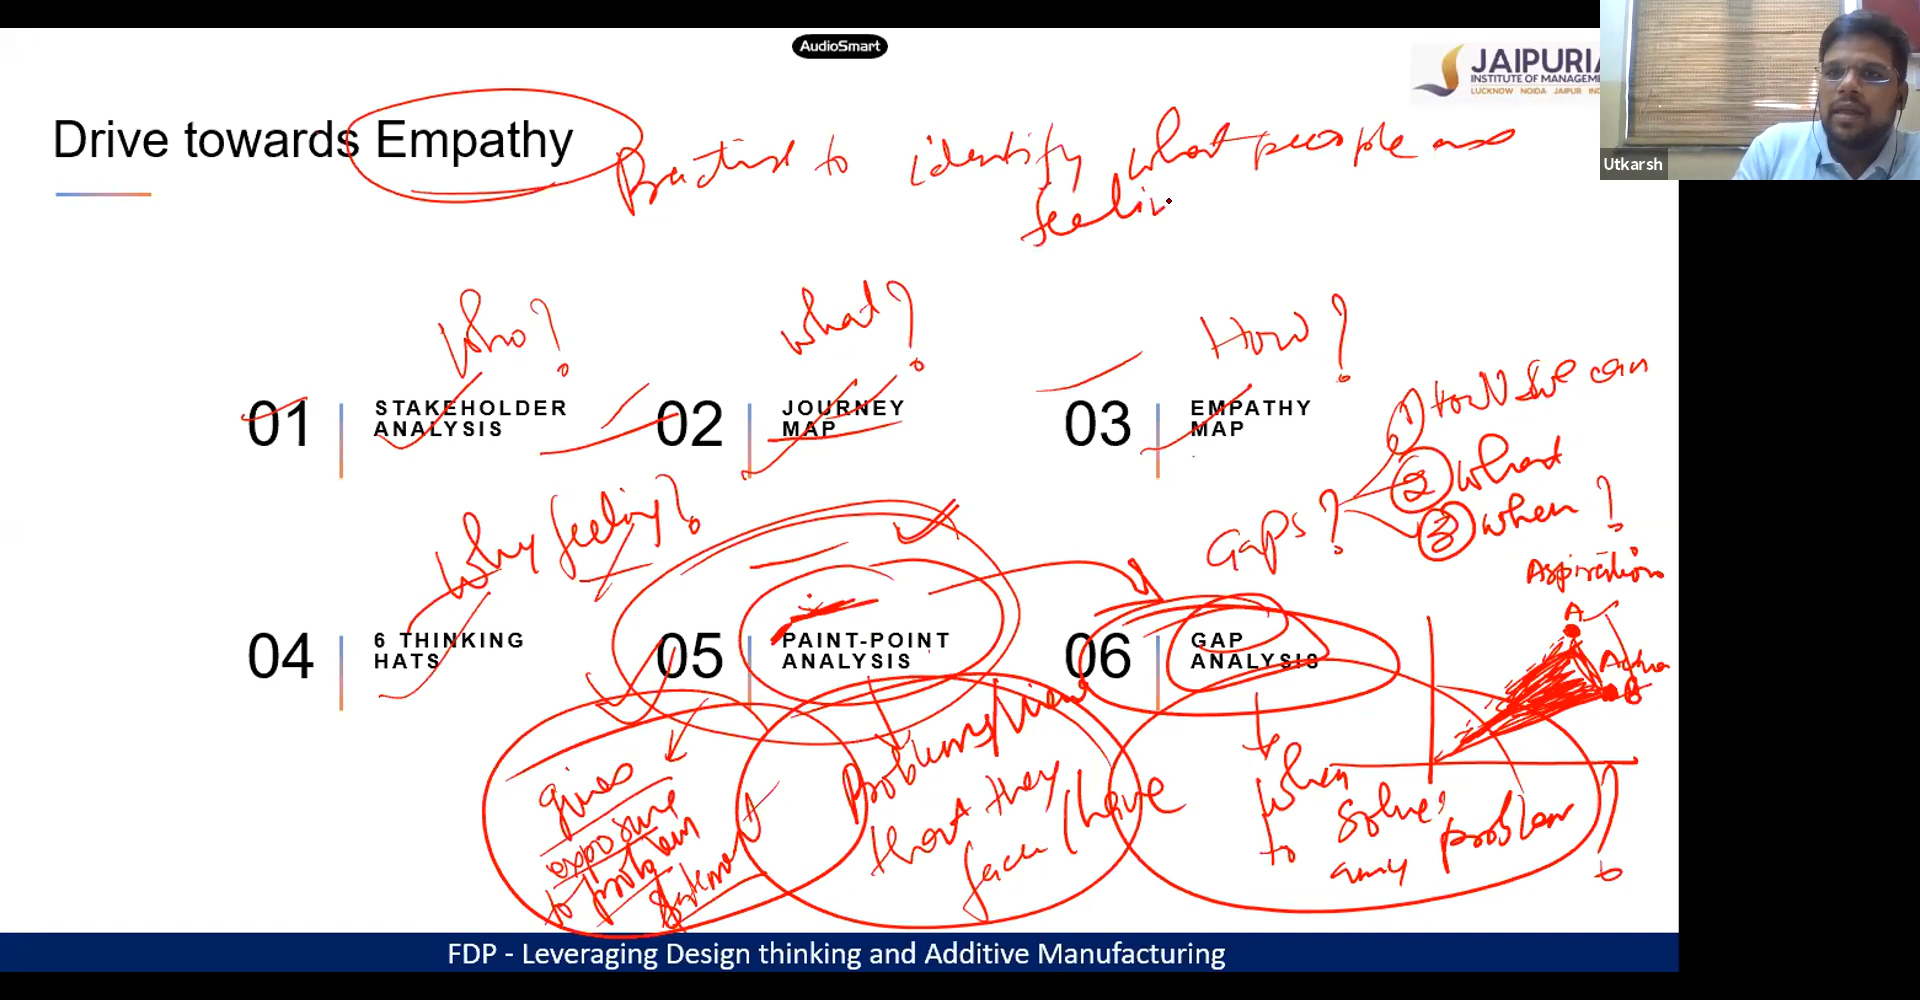 AudioSmart
JAIPURIA
INSTITUTE OF MANAGEME
LUCKNOW NOIDA JAIPUR IND
Utkarsh
Drive towards Empathy
to identify what people are
feelin
Who?
What?
How?
01 STAKEHOLDER
ANALYSIS
02 JOURNEY
MAP
03 EMPATHY
MAP
① How we can
② what
③ when?
Why feeling?
Gaps?
Aspiration
A
B
04 6 THINKING
HATS
05 PAINT-POINT
ANALYSIS
06 GAP
ANALYSIS
gives
exposure
to problem
statement
Problems/
that they
face/have
When
to solve
any problem?
FDP - Leveraging Design thinking and Additive Manufacturing